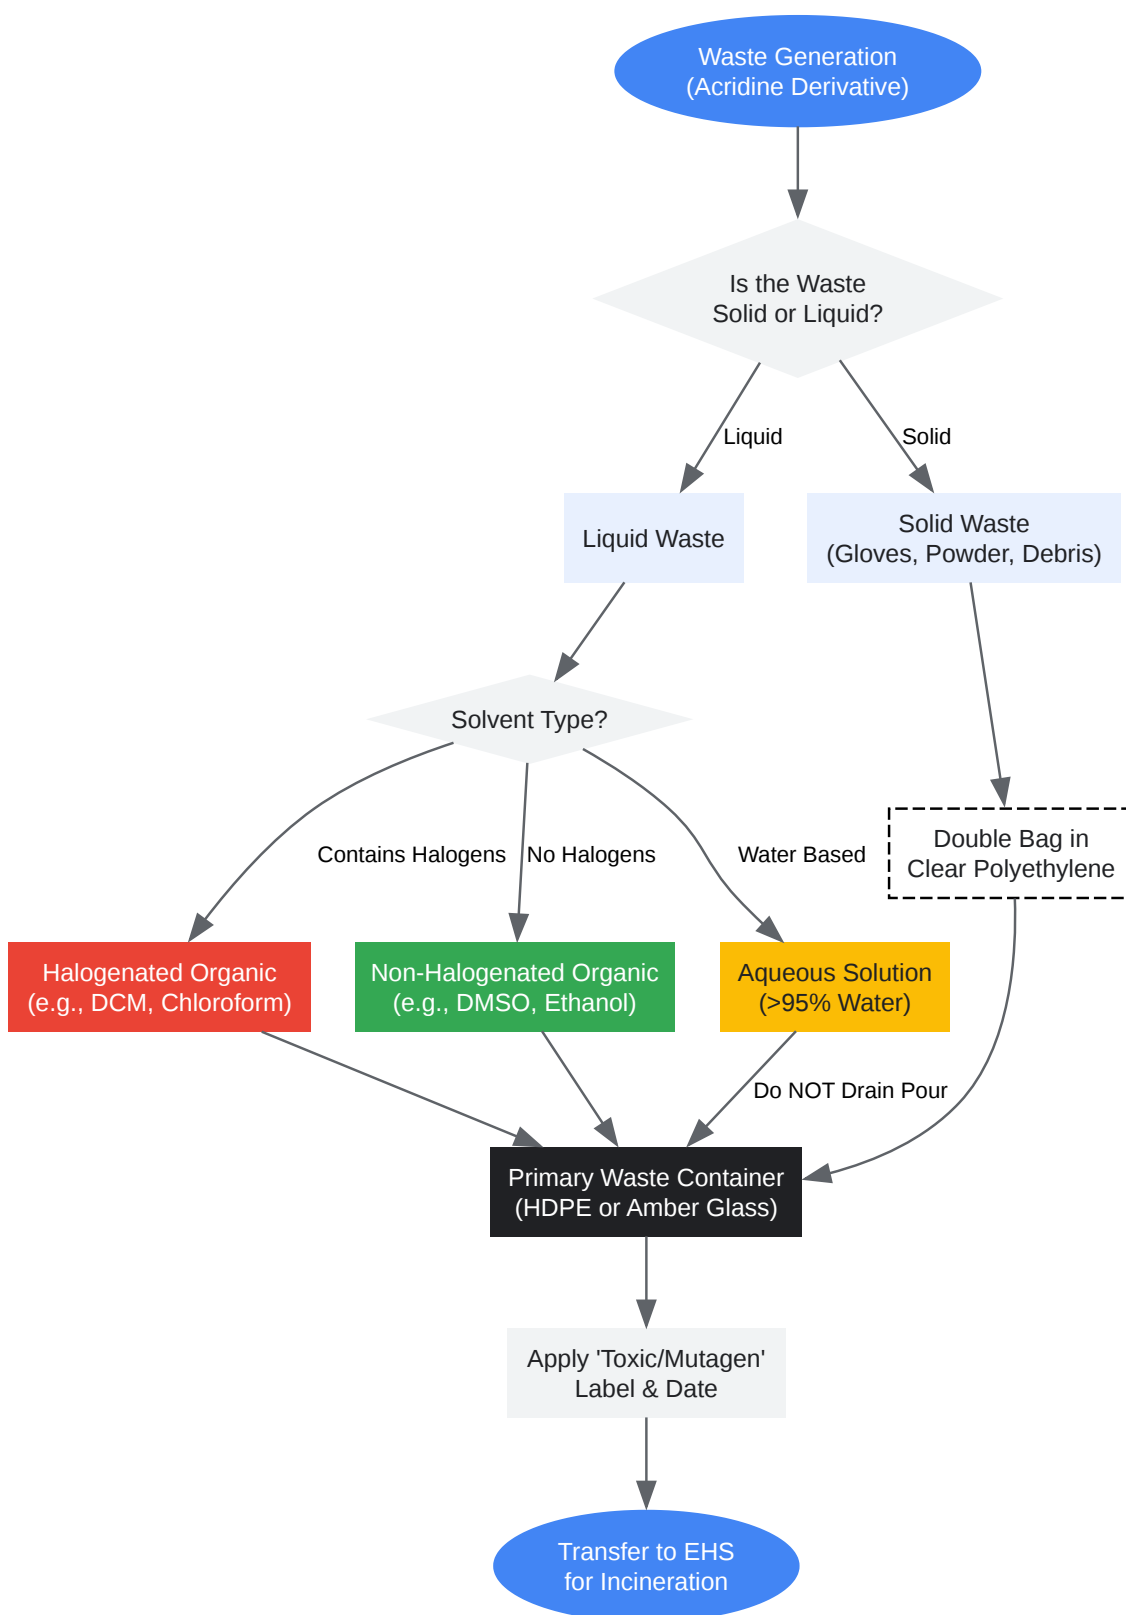 Waste Generation
(Acridine Derivative)
Is the Waste
Solid or Liquid?
Liquid
Solid
Liquid Waste
Solid Waste
(Gloves, Powder, Debris)
Solvent Type?
Contains Halogens
No Halogens
Water Based
Double Bag in
Clear Polyethylene
Halogenated Organic
(e.g., DCM, Chloroform)
Non-Halogenated Organic
(e.g., DMSO, Ethanol)
Aqueous Solution
(>95% Water)
Do NOT Drain Pour
Primary Waste Container
(HDPE or Amber Glass)
Apply 'Toxic/Mutagen'
Label & Date
Transfer to EHS
for Incineration